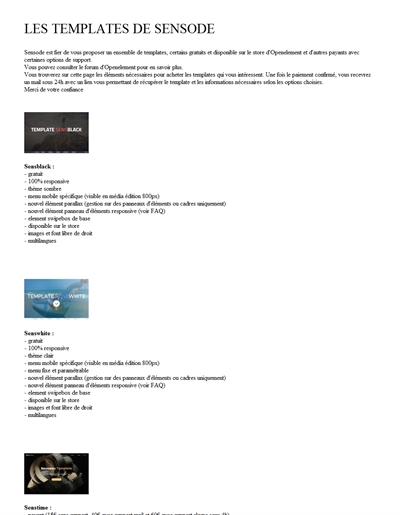 LES TEMPLATES DE SENSODE
Sensode est fier de vous proposer un ensemble de templates, certains gratuits et disponible sur le store d'Openelement et d'autres payants avec
certaines options de support.
Vous pouvez consulter le forum d'Openelement pour en savoir plus.
Vous trouverez sur cette page les éléments nécessaires pour acheter les templates qui vous intéressent. Une fois le paiement confirmé, vous recevrez
un mail sous 24h avec un lien vous permettant de récupérer le template et les informations nécessaires selon les options choisies.
Merci de votre confiance
TEMPLATE SENSBLACK
Sensblack :
- gratuit
- 100% responsive
- thème sombre
- menu mobile spécifique (visible en média édition 800px)
- nouvel élément parallax (gestion sur des panneaux d'éléments ou cadres uniquement)
- nouvel élément panneau d'éléments responsive (voir FAQ)
- element swipebox de base
- disponible sur le store
- images et font libre de droit
- multilangues
TEMPLATE WHITE
Senswhite :
- gratuit
- 100% responsive
- thème clair
- menu mobile spécifique (visible en média édition 800px)
- menu fixe et paramétrable
- nouvel élément parallax (gestion sur des panneaux d'éléments ou cadres uniquement)
- nouvel élément panneau d'éléments responsive (voir FAQ)
- element swipebox de base
- disponible sur le store
- images et font libre de droit
- multilangues
Nouveau Template
Senstime :